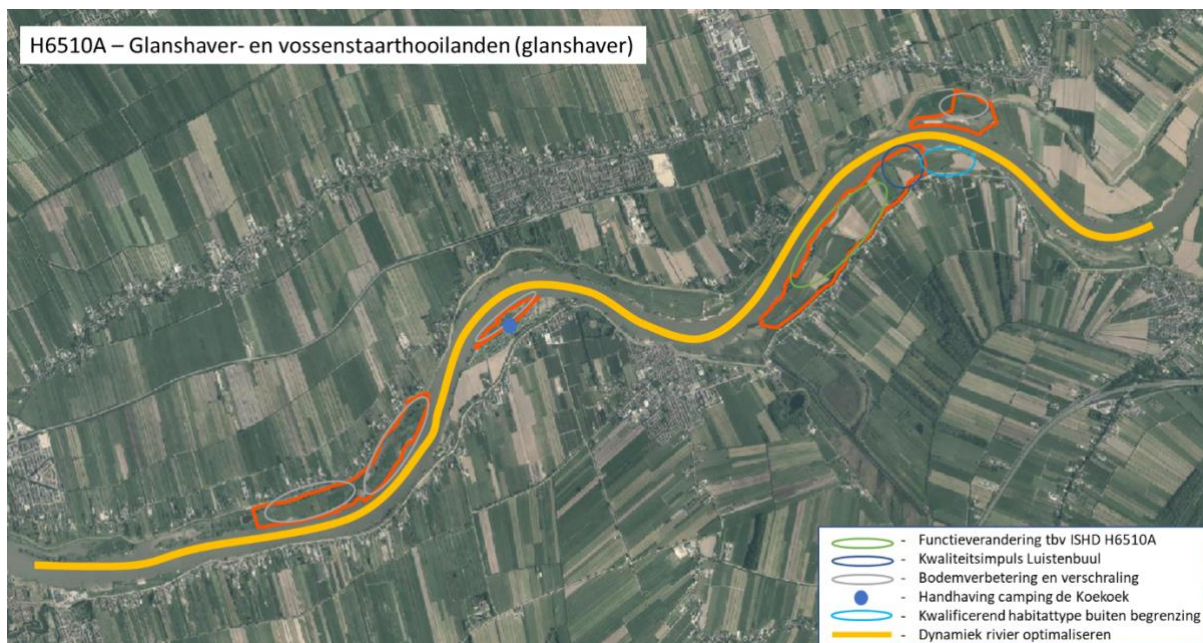 H6510A – Glanshaver- en vossenstaarthooilanden (glanshaver)
- Functieverandering tbv ISHD H6510A
- Kwaliteitsimpuls Luistenbuul
- Bodemverbetering en verschraling
- Handhaving camping de Koekoek
- Kwalificerend habitattype buiten begrenzing
- Dynamiek rivier optimaliseren